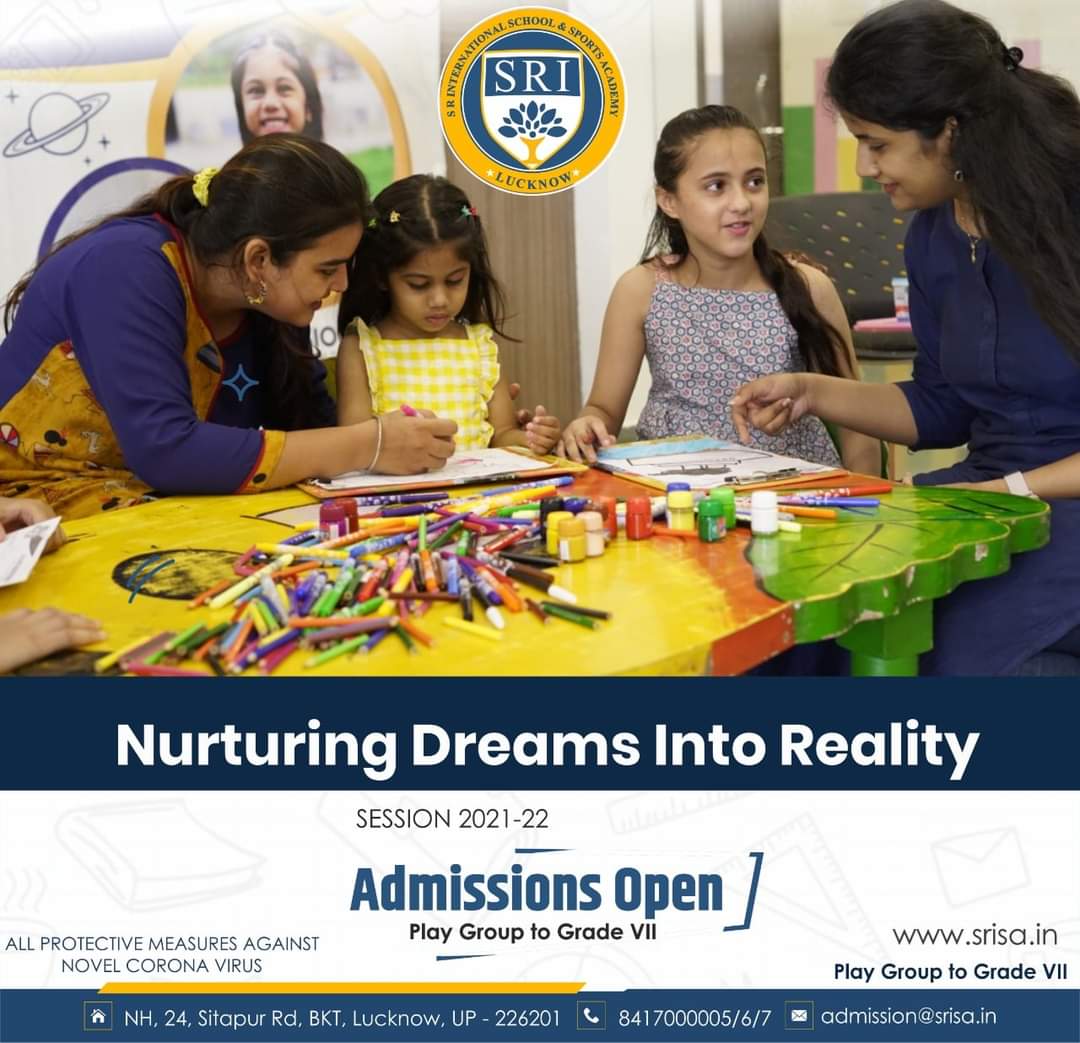 S R INTERNATIONAL SCHOOL & SPORTS ACADEMY
SRI
LUCKNOW
Nurturing Dreams Into Reality
SESSION 2021-22
Admissions Open
Play Group to Grade VII
ALL PROTECTIVE MEASURES AGAINST
NOVEL CORONA VIRUS
www.srisa.in
Play Group to Grade VII
NH, 24, Sitapur Rd, BKT, Lucknow, UP - 226201 8417000005/6/7 admission@srisa.in